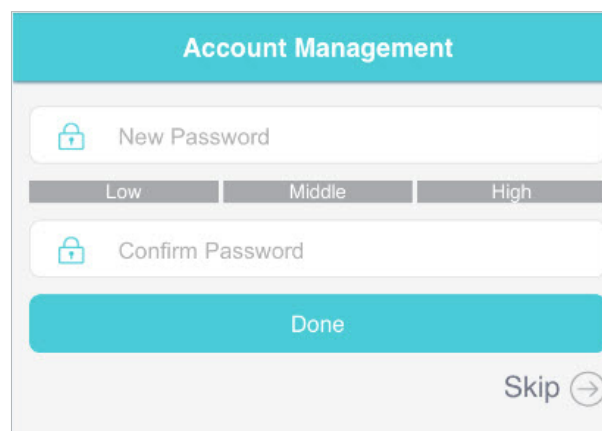 Account Management
New Password
Low Middle High
Confirm Password
Done
Skip